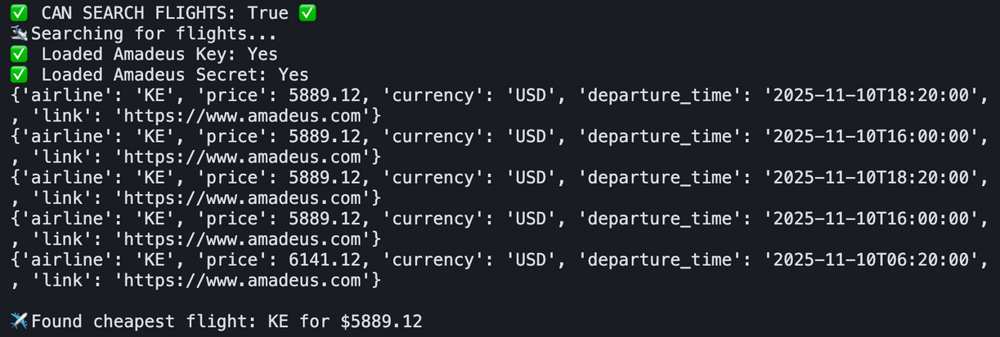 ✅ CAN SEARCH FLIGHTS: True ✅
🛩Searching for flights...
✅ Loaded Amadeus Key: Yes
✅ Loaded Amadeus Secret: Yes
{'airline': 'KE', 'price': 5889.12, 'currency': 'USD', 'departure_time': '2025-11-10T18:20:00',
, 'link': 'https://www.amadeus.com'}
{'airline': 'KE', 'price': 5889.12, 'currency': 'USD', 'departure_time': '2025-11-10T16:00:00',
, 'link': 'https://www.amadeus.com'}
{'airline': 'KE', 'price': 5889.12, 'currency': 'USD', 'departure_time': '2025-11-10T18:20:00',
, 'link': 'https://www.amadeus.com'}
{'airline': 'KE', 'price': 5889.12, 'currency': 'USD', 'departure_time': '2025-11-10T16:00:00',
, 'link': 'https://www.amadeus.com'}
{'airline': 'KE', 'price': 6141.12, 'currency': 'USD', 'departure_time': '2025-11-10T06:20:00',
, 'link': 'https://www.amadeus.com'}
✈️Found cheapest flight: KE for $5889.12